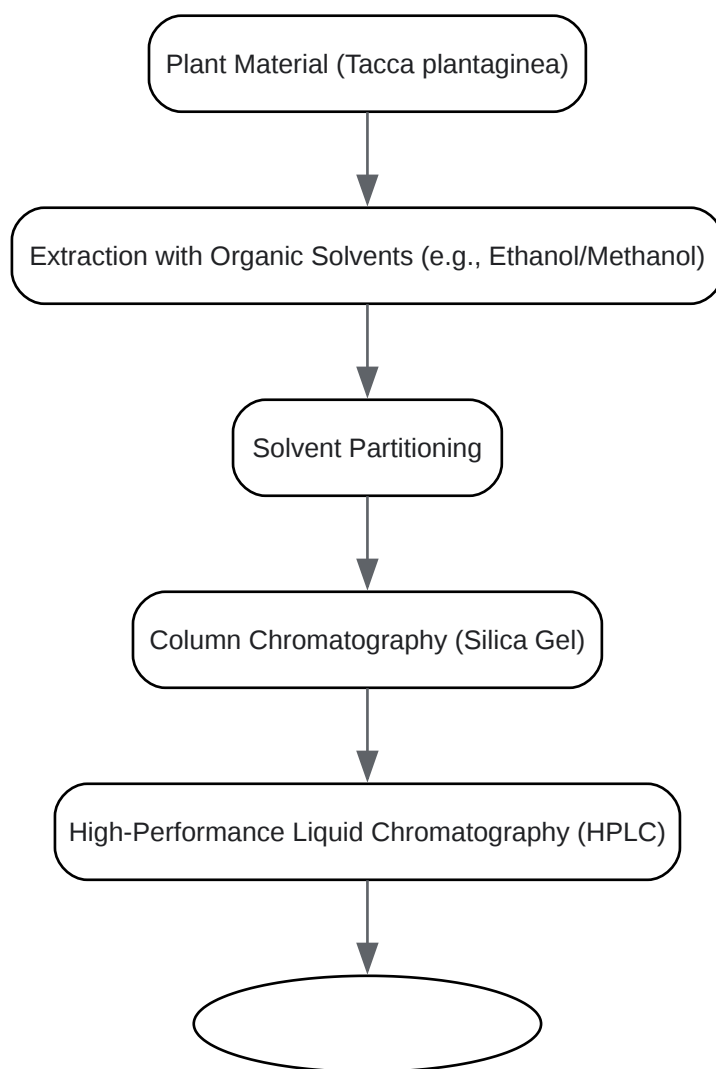 Plant Material (Tacca plantaginea)
Extraction with Organic Solvents (e.g., Ethanol/Methanol)
Solvent Partitioning
Column Chromatography (Silica Gel)
High-Performance Liquid Chromatography (HPLC)